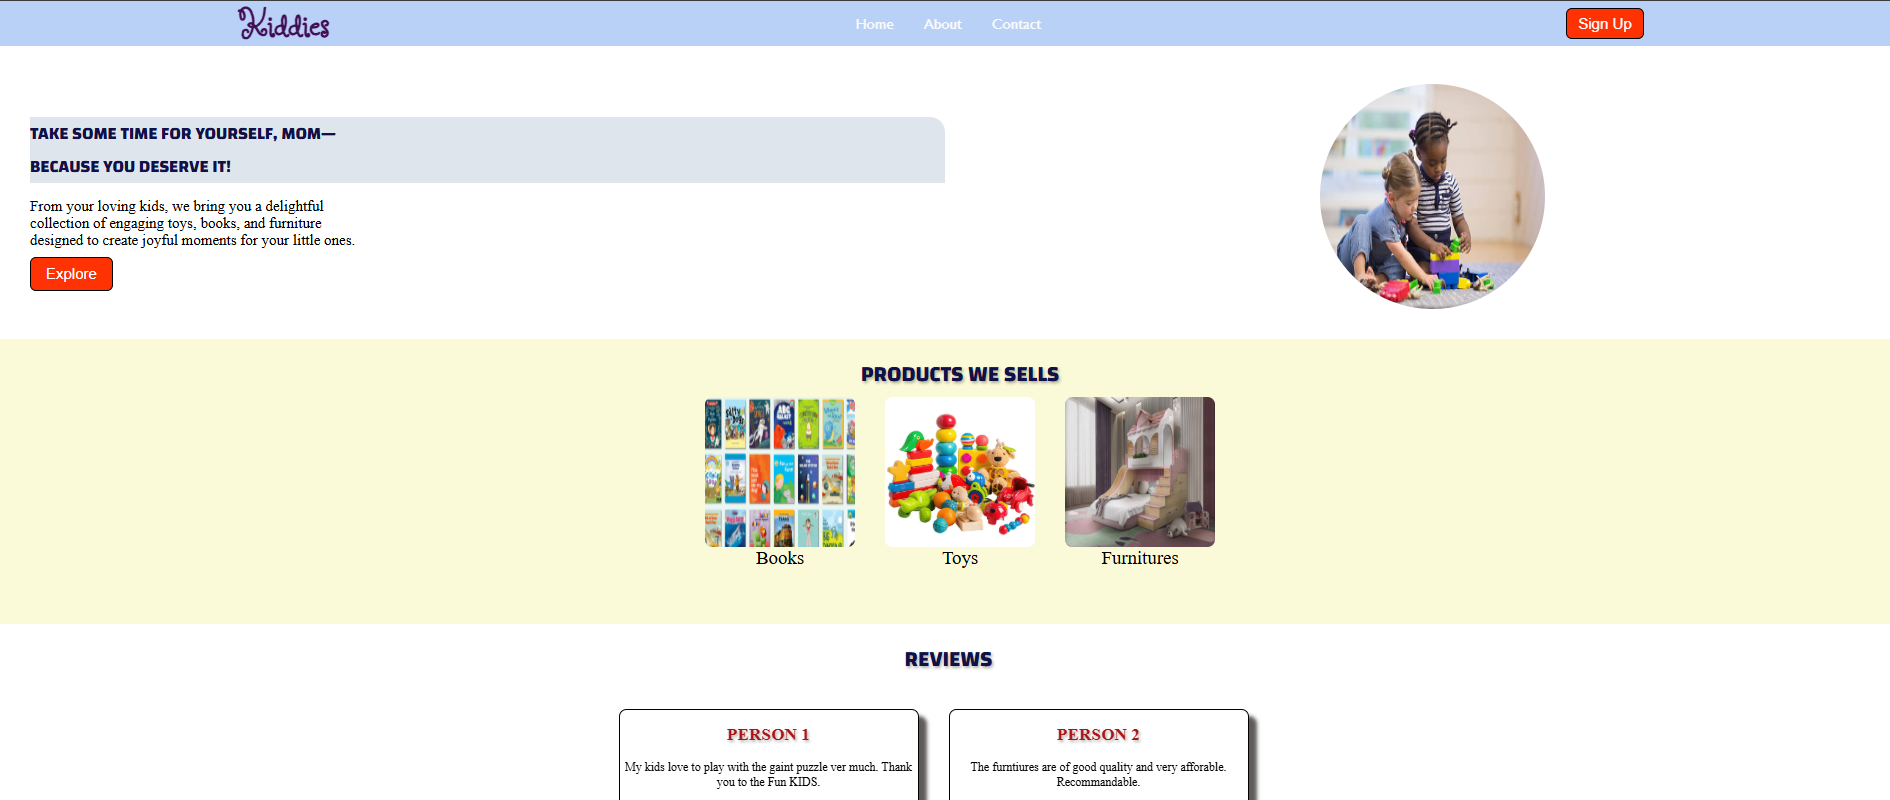 Kiddies
Home About Contact
Sign Up
TAKE SOME TIME FOR YOURSELF, MOM—
BECAUSE YOU DESERVE IT!
From your loving kids, we bring you a delightful
collection of engaging toys, books, and furniture
designed to create joyful moments for your little ones.
Explore
PRODUCTS WE SELLS
Books
Toys
Furnitures
REVIEWS
PERSON 1
My kids love to play with the gaint puzzle ver much. Thank
you to the Fun KIDS.
PERSON 2
The furntiures are of good quality and very afforable.
Recommandable.